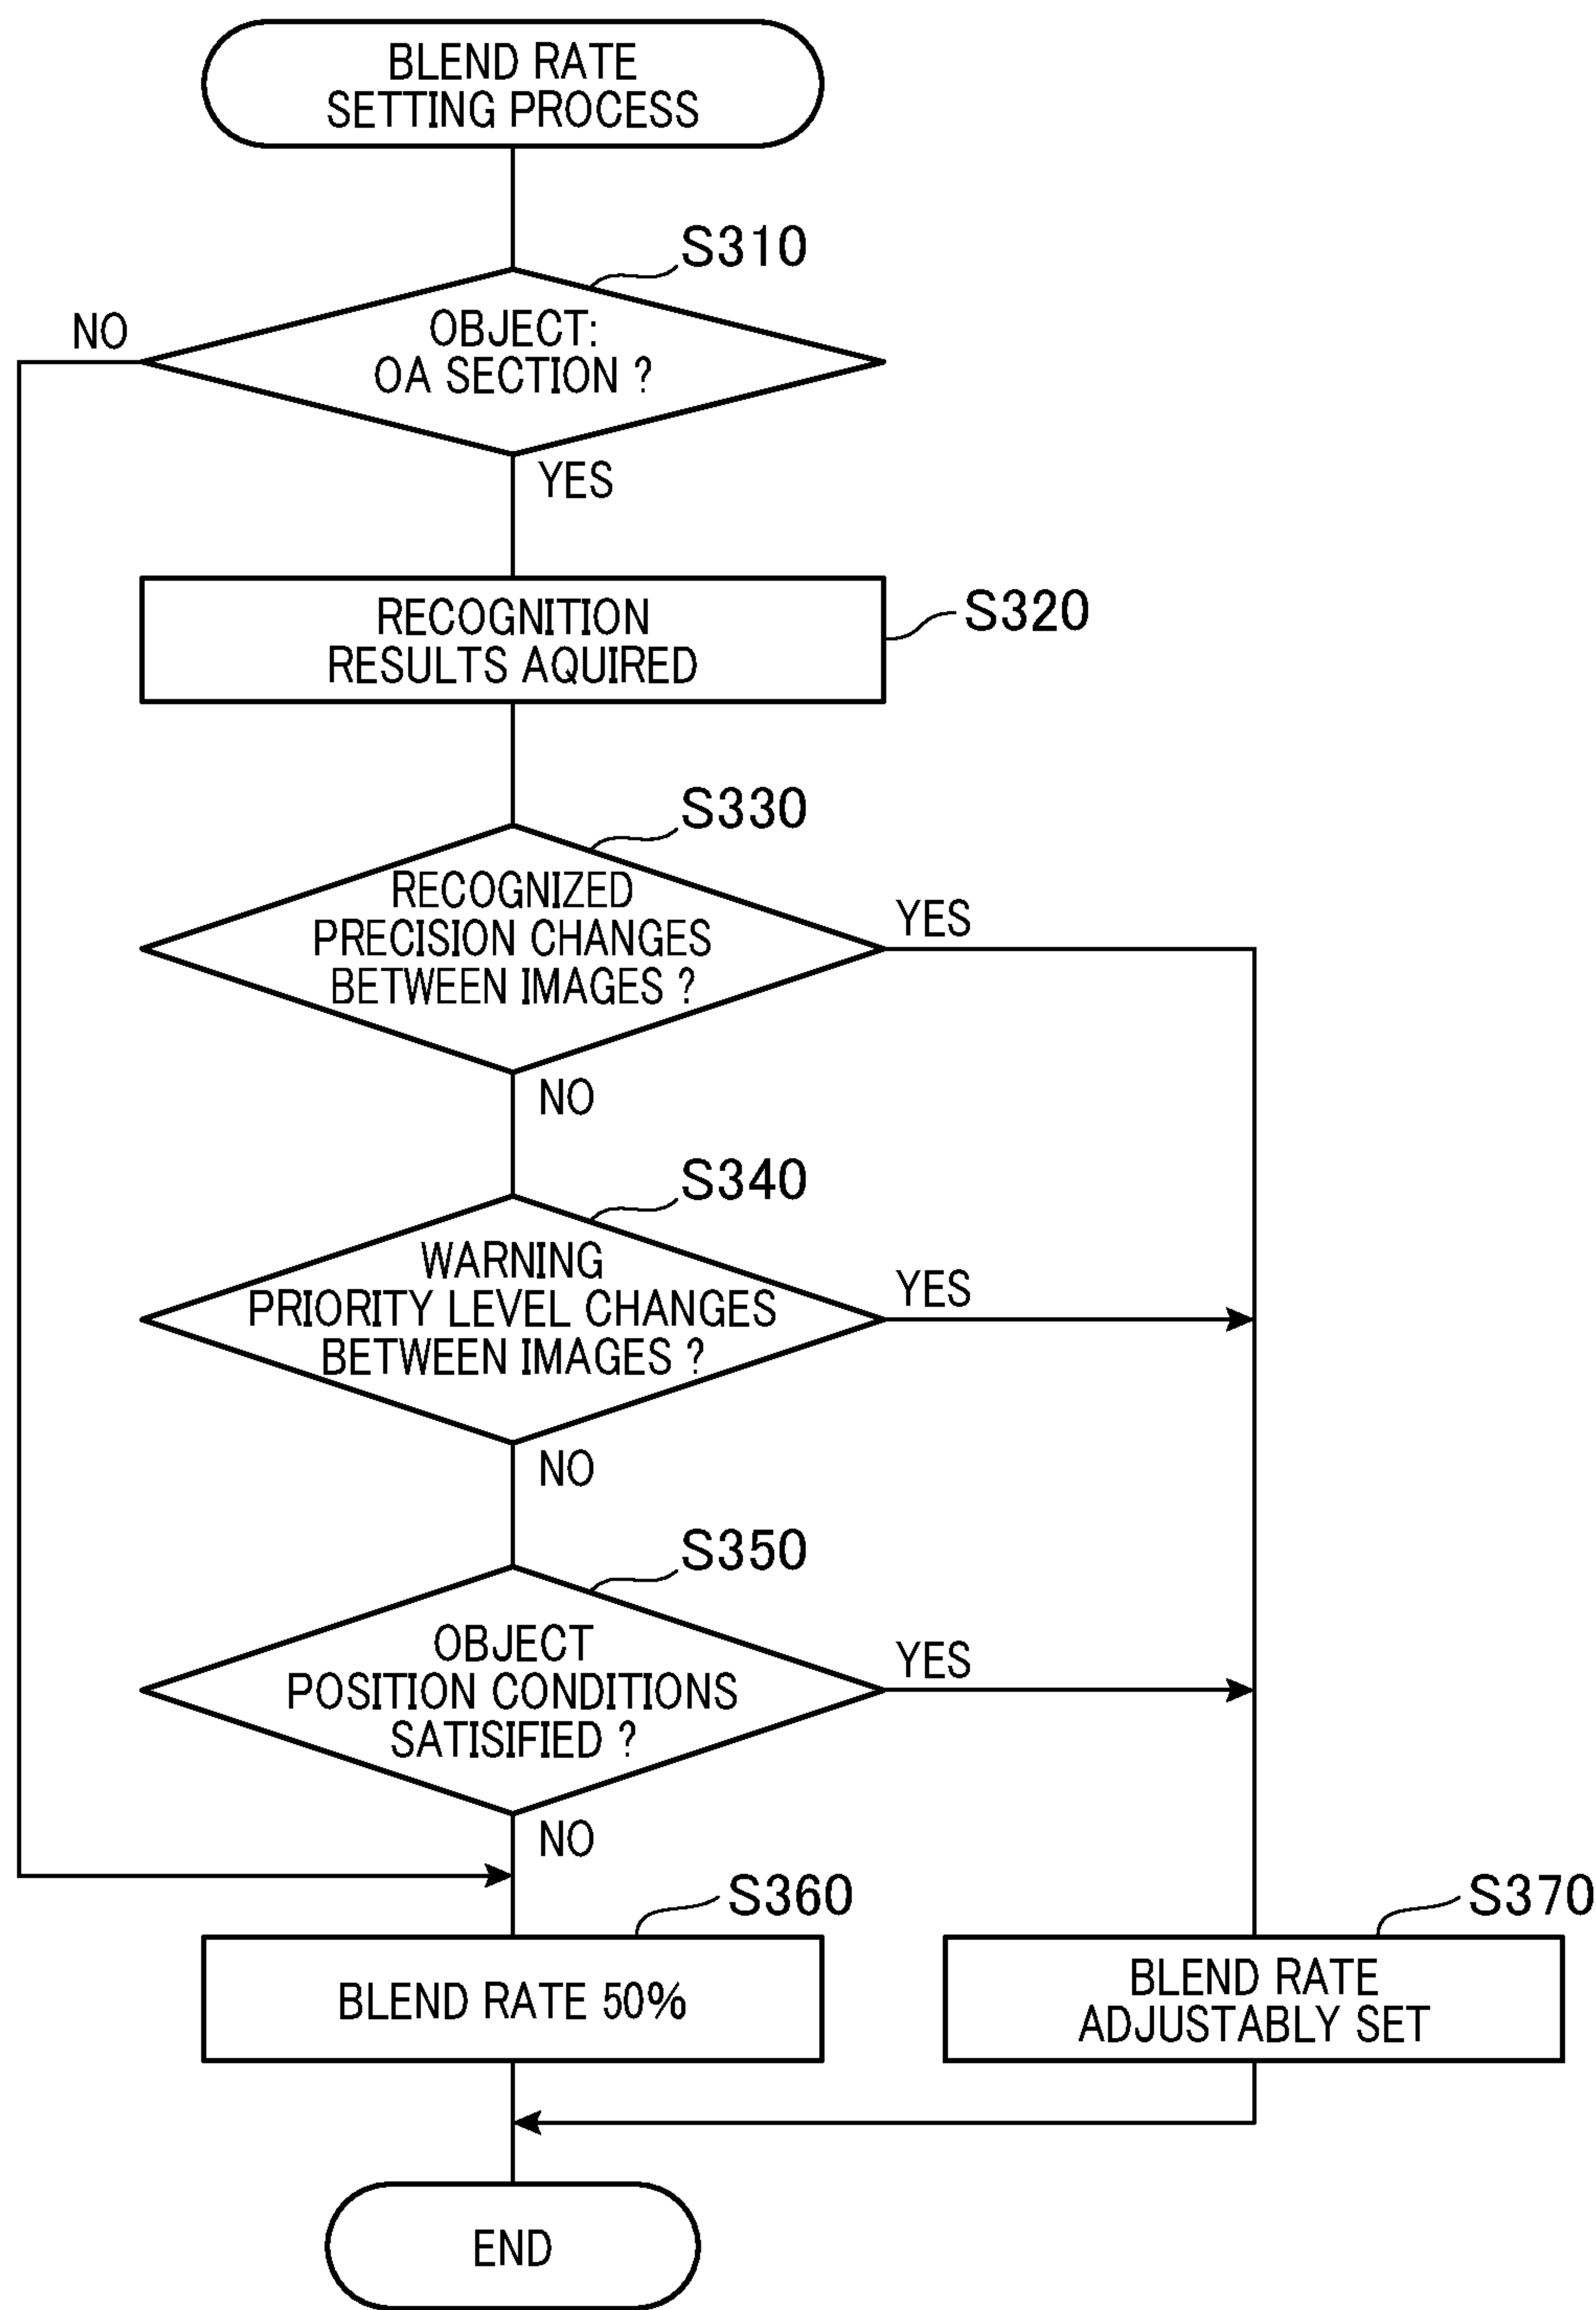 BLEND RATE
SETTING PROCESS
S310
NO
OBJECT:
OA SECTION ?
YES
RECOGNITION
RESULTS AQUIRED
S320
S330
RECOGNIZED
PRECISION CHANGES
BETWEEN IMAGES ?
YES
NO
S340
WARNING
PRIORITY LEVEL CHANGES
BETWEEN IMAGES ?
YES
NO
S350
OBJECT
POSITION CONDITIONS
SATISIFIED ?
YES
NO
S360
BLEND RATE 50%
S370
BLEND RATE
ADJUSTABLY SET
END